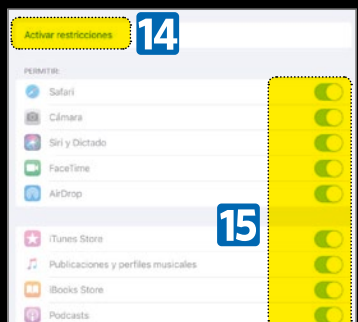 Activar restricciones
14
PERMITIR:
Safari
Cámara
Siri y Dictado
FaceTime
AirDrop
15
iTunes Store
Publicaciones y perfiles musicales
iBooks Store
Podcasts